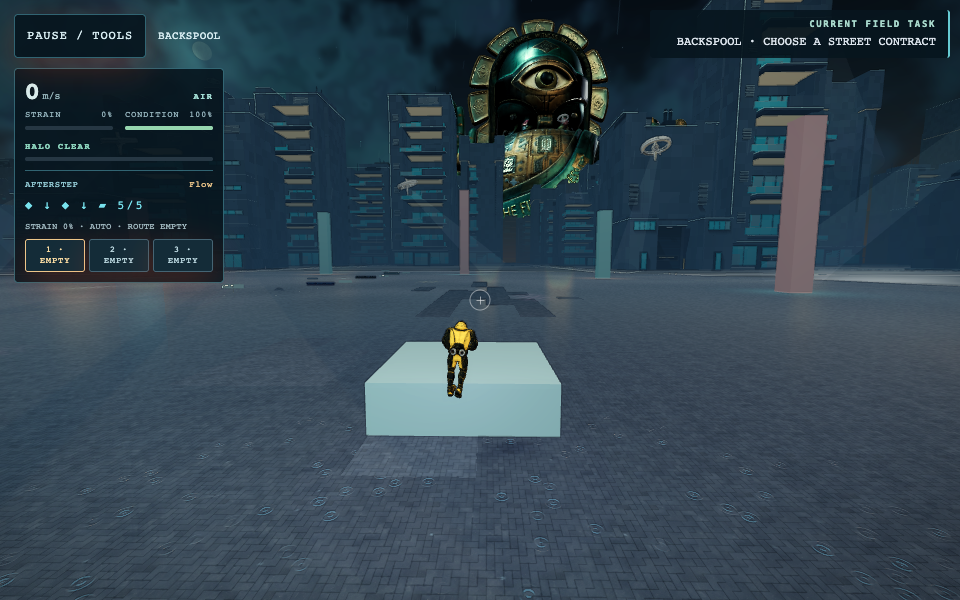 PAUSE / TOOLS
BACKSPOOL
CURRENT FIELD TASK
BACKSPOOL · CHOOSE A STREET CONTRACT
0 m/s
AIR
STRAIN 0%
CONDITION 100%
HALO CLEAR
AFTERSTEP
Flow
5/5
STRAIN 0% · AUTO · ROUTE EMPTY
1 · EMPTY
2 · EMPTY
3 · EMPTY